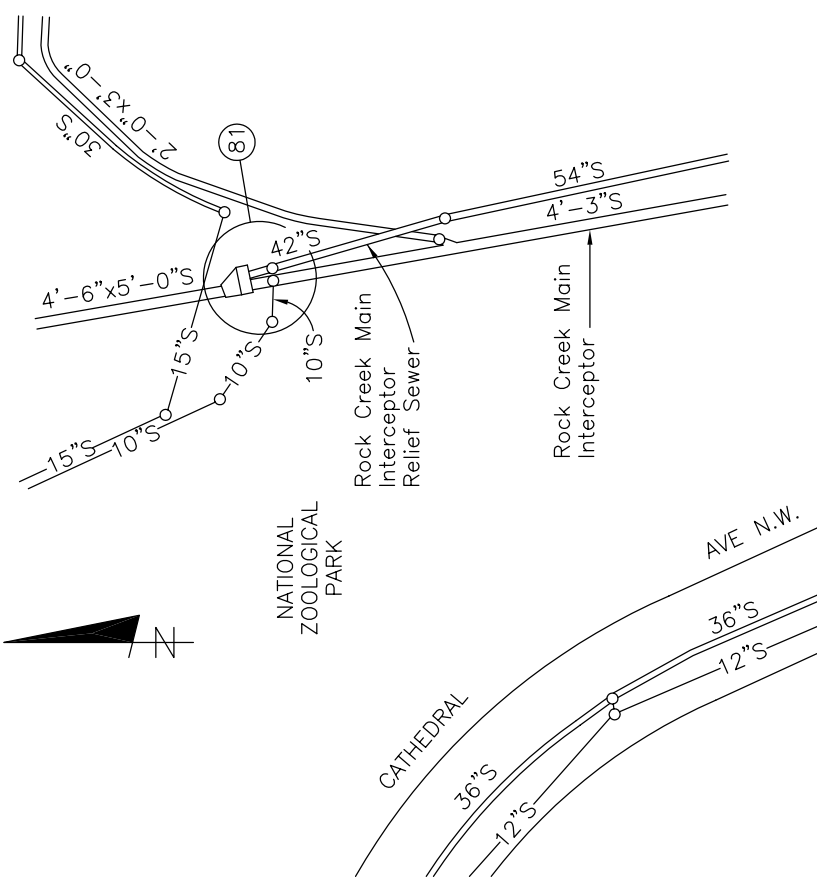 2'-0"x3'-0"
30"S
81
54"S
4'-3"S
42"S
4'-6"x5'-0"S
15"S
10"S
10"S
15"S
10"S
Rock Creek Main
Interceptor
Relief Sewer
Rock Creek Main
Interceptor
NATIONAL
ZOOLOGICAL
PARK
N
AVE N.W.
CATHEDRAL
36"S
12"S
36"S
12"S